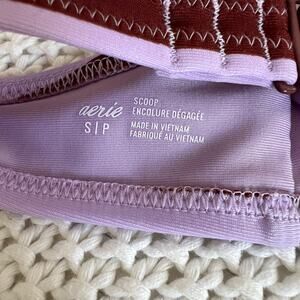 aerie
S|P
SCOOP
ENCOLURE DÉGAGÉE
MADE IN VIETNAM
FABRIQUÉ AU VIETNAM